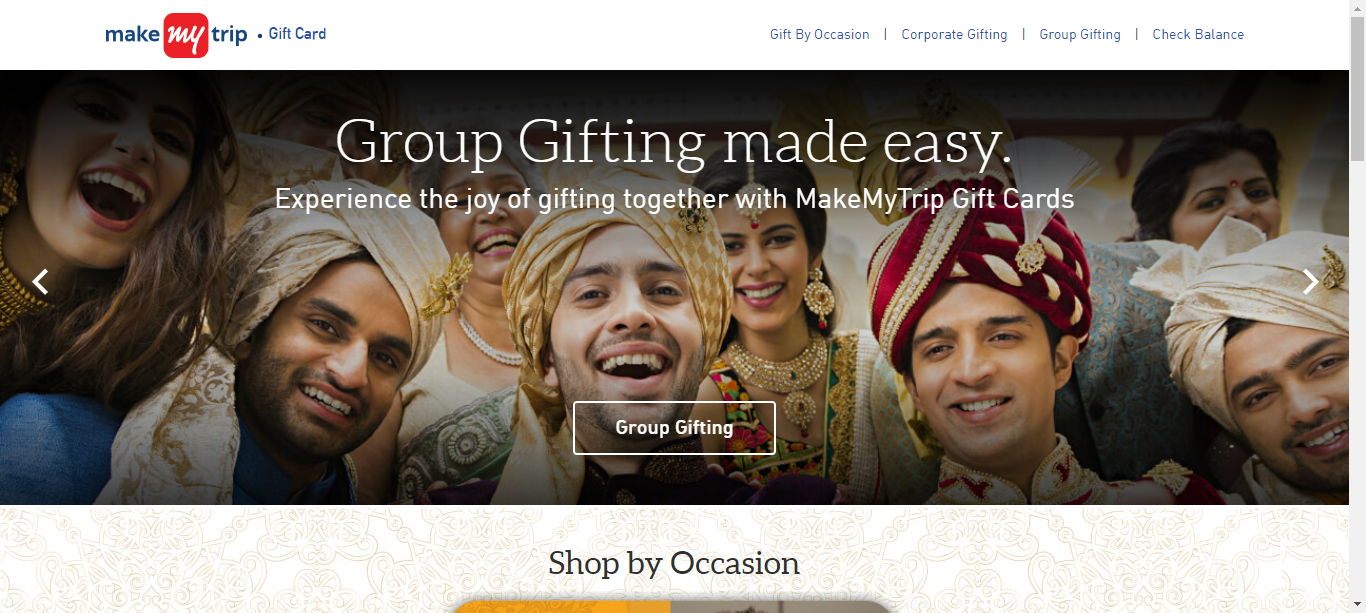 make my trip • Gift Card
Gift By Occasion | Corporate Gifting | Group Gifting | Check Balance
Group Gifting made easy.
Experience the joy of gifting together with MakeMyTrip Gift Cards
Group Gifting
Shop by Occasion